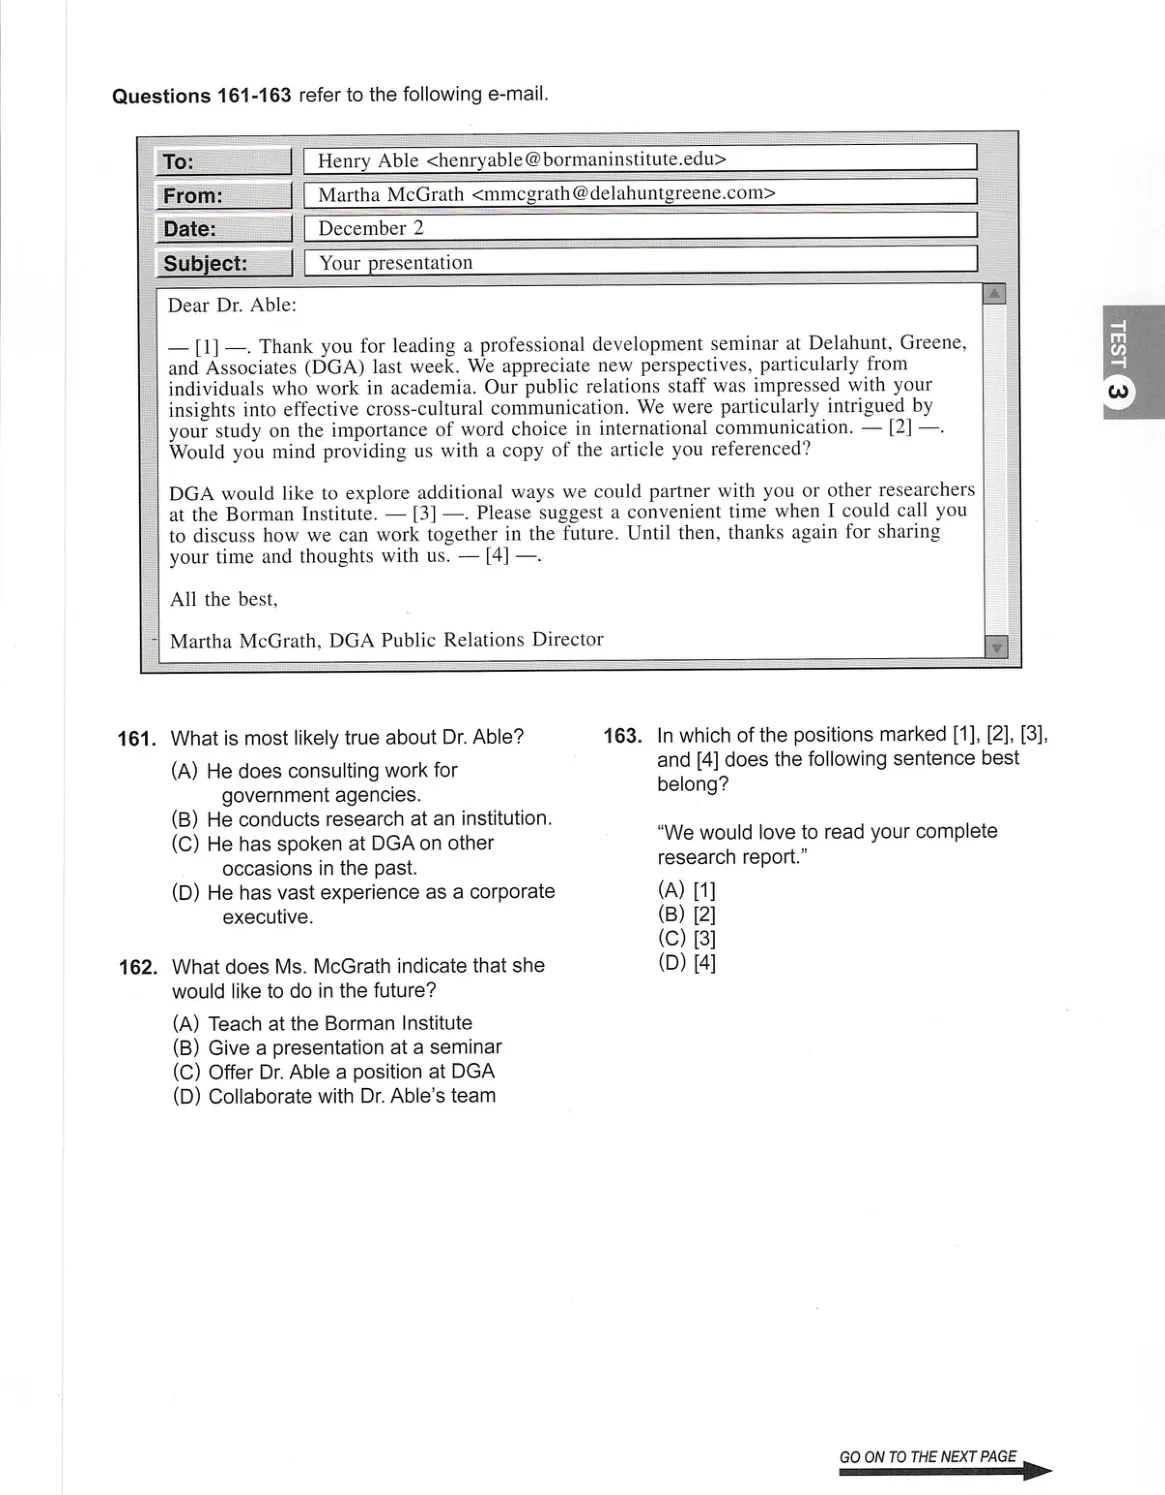 Questions 161-163 refer to the following e-mail.
To: Henry Able <henryable@bormaninstitute.edu>
From: Martha McGrath <mmcgrath@delahuntgreene.com>
Date: December 2
Subject: Your presentation
Dear Dr. Able:
— [1] —. Thank you for leading a professional development seminar at Delahunt, Greene,
and Associates (DGA) last week. We appreciate new perspectives, particularly from
individuals who work in academia. Our public relations staff was impressed with your
insights into effective cross-cultural communication. We were particularly intrigued by
your study on the importance of word choice in international communication. — [2] —.
Would you mind providing us with a copy of the article you referenced?
DGA would like to explore additional ways we could partner with you or other researchers
at the Borman Institute. — [3] —. Please suggest a convenient time when I could call you
to discuss how we can work together in the future. Until then, thanks again for sharing
your time and thoughts with us. — [4] —.
All the best,
Martha McGrath, DGA Public Relations Director
TEST 3
161. What is most likely true about Dr. Able?
(A) He does consulting work for
government agencies.
(B) He conducts research at an institution.
(C) He has spoken at DGA on other
occasions in the past.
(D) He has vast experience as a corporate
executive.
162. What does Ms. McGrath indicate that she
would like to do in the future?
(A) Teach at the Borman Institute
(B) Give a presentation at a seminar
(C) Offer Dr. Able a position at DGA
(D) Collaborate with Dr. Able's team
163. In which of the positions marked [1], [2], [3],
and [4] does the following sentence best
belong?
“We would love to read your complete
research report.”
(A) [1]
(B) [2]
(C) [3]
(D) [4]
GO ON TO THE NEXT PAGE